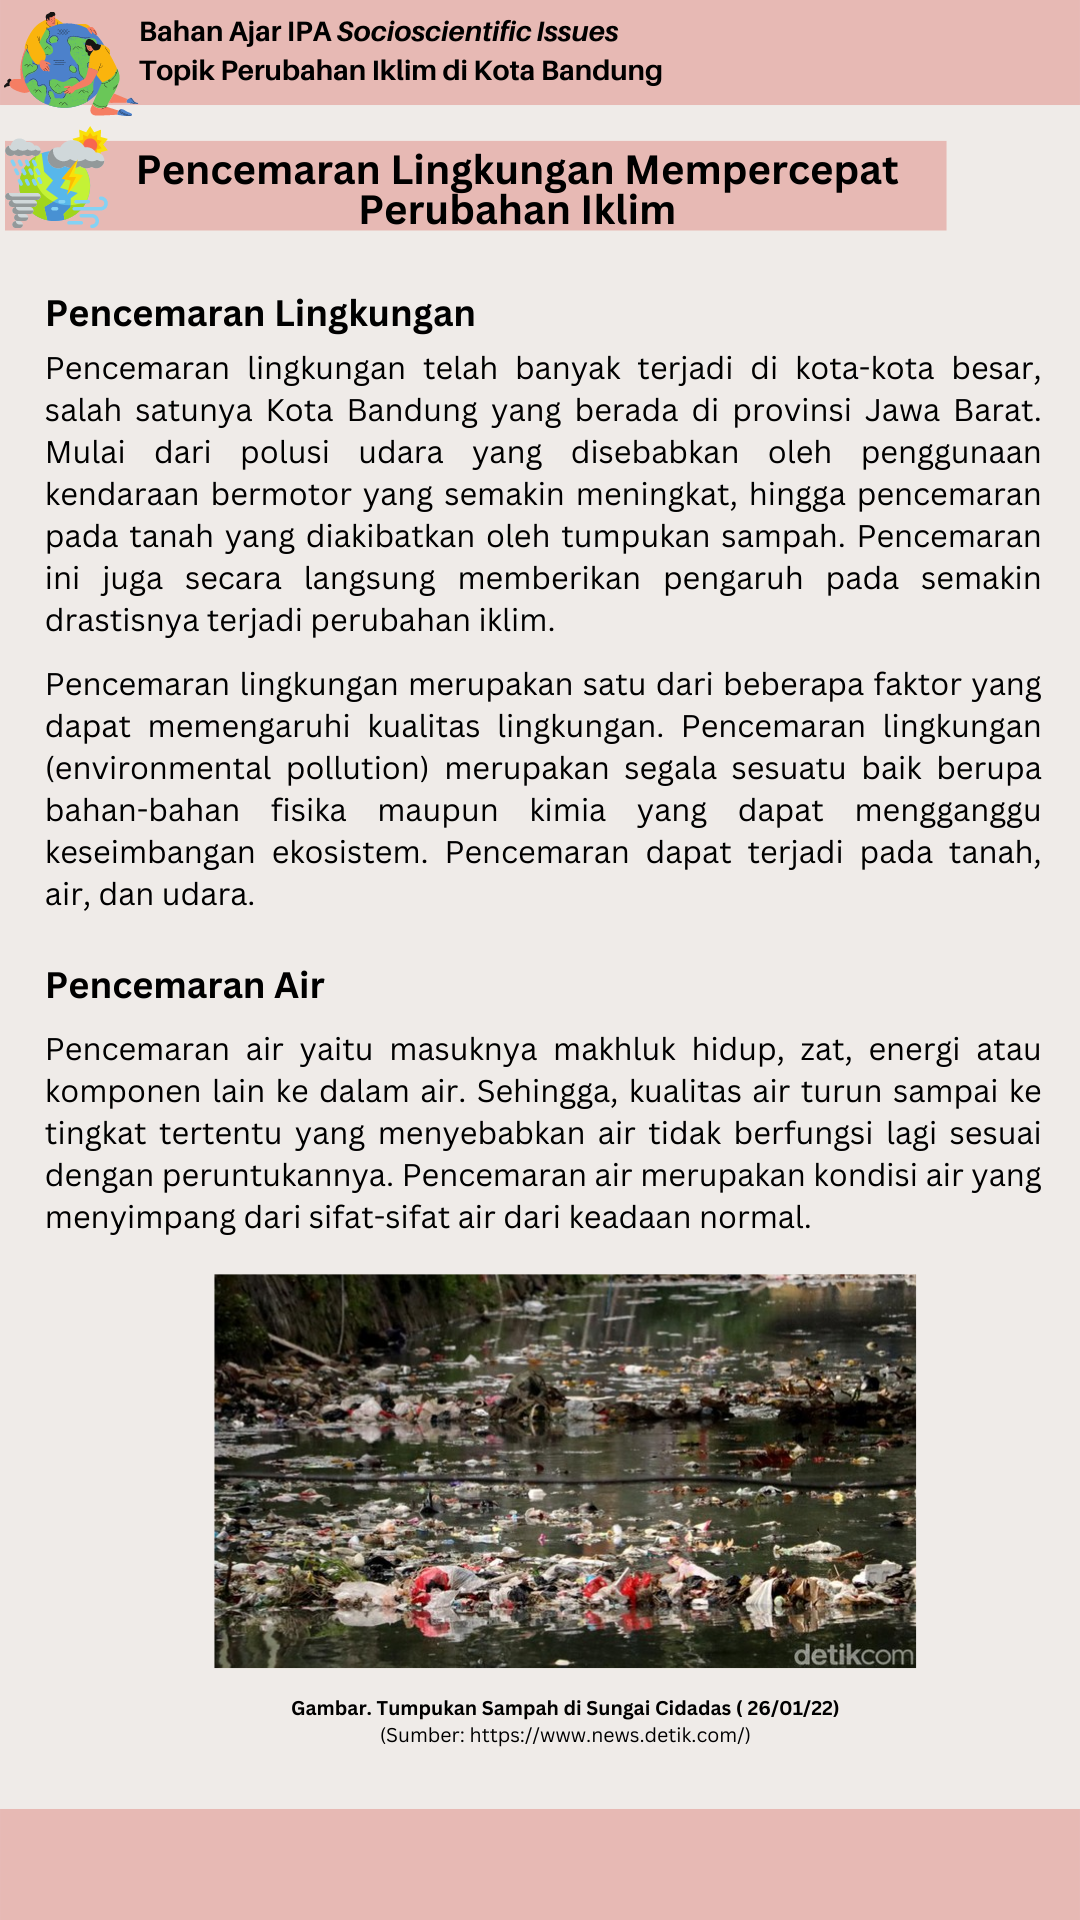 Bahan Ajar IPA Socioscientific Issues
Topik Perubahan Iklim di Kota Bandung
Pencemaran Lingkungan Mempercepat
Perubahan Iklim
Pencemaran Lingkungan
Pencemaran lingkungan telah banyak terjadi di kota-kota besar,
salah satunya Kota Bandung yang berada di provinsi Jawa Barat.
Mulai dari polusi udara yang disebabkan oleh penggunaan
kendaraan bermotor yang semakin meningkat, hingga pencemaran
pada tanah yang diakibatkan oleh tumpukan sampah. Pencemaran
ini juga secara langsung memberikan pengaruh pada semakin
drastisnya terjadi perubahan iklim.
Pencemaran lingkungan merupakan satu dari beberapa faktor yang
dapat memengaruhi kualitas lingkungan. Pencemaran lingkungan
(environmental pollution) merupakan segala sesuatu baik berupa
bahan-bahan fisika maupun kimia yang dapat mengganggu
keseimbangan ekosistem. Pencemaran dapat terjadi pada tanah,
air, dan udara.
Pencemaran Air
Pencemaran air yaitu masuknya makhluk hidup, zat, energi atau
komponen lain ke dalam air. Sehingga, kualitas air turun sampai ke
tingkat tertentu yang menyebabkan air tidak berfungsi lagi sesuai
dengan peruntukannya. Pencemaran air merupakan kondisi air yang
menyimpang dari sifat-sifat air dari keadaan normal.
detikcom
Gambar. Tumpukan Sampah di Sungai Cidadas ( 26/01/22)
(Sumber: https://www.news.detik.com/)